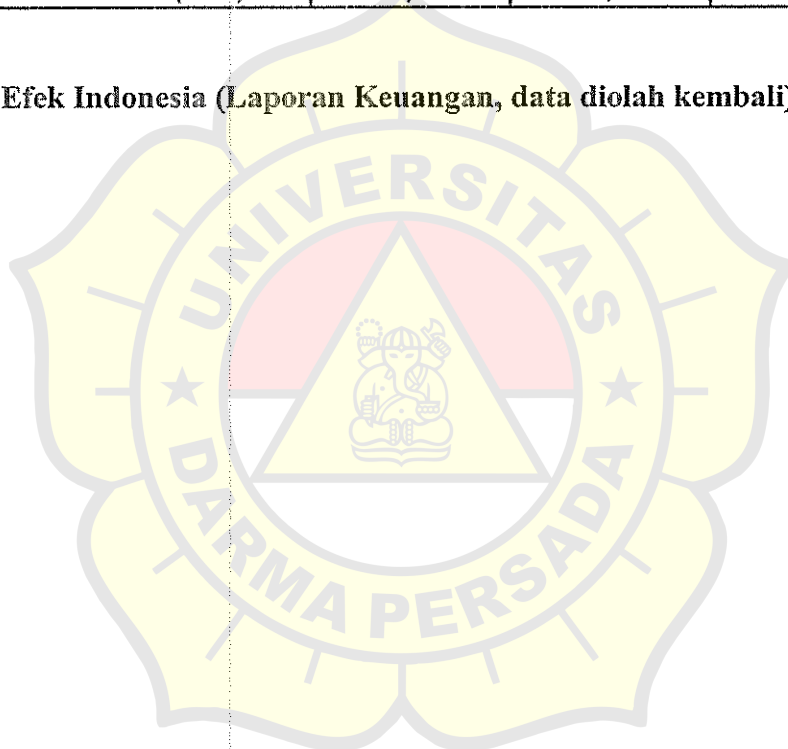 Efek Indonesia (Laporan Keuangan, data diolah kembali)
UNIVERSITAS
DARMA PERSADA